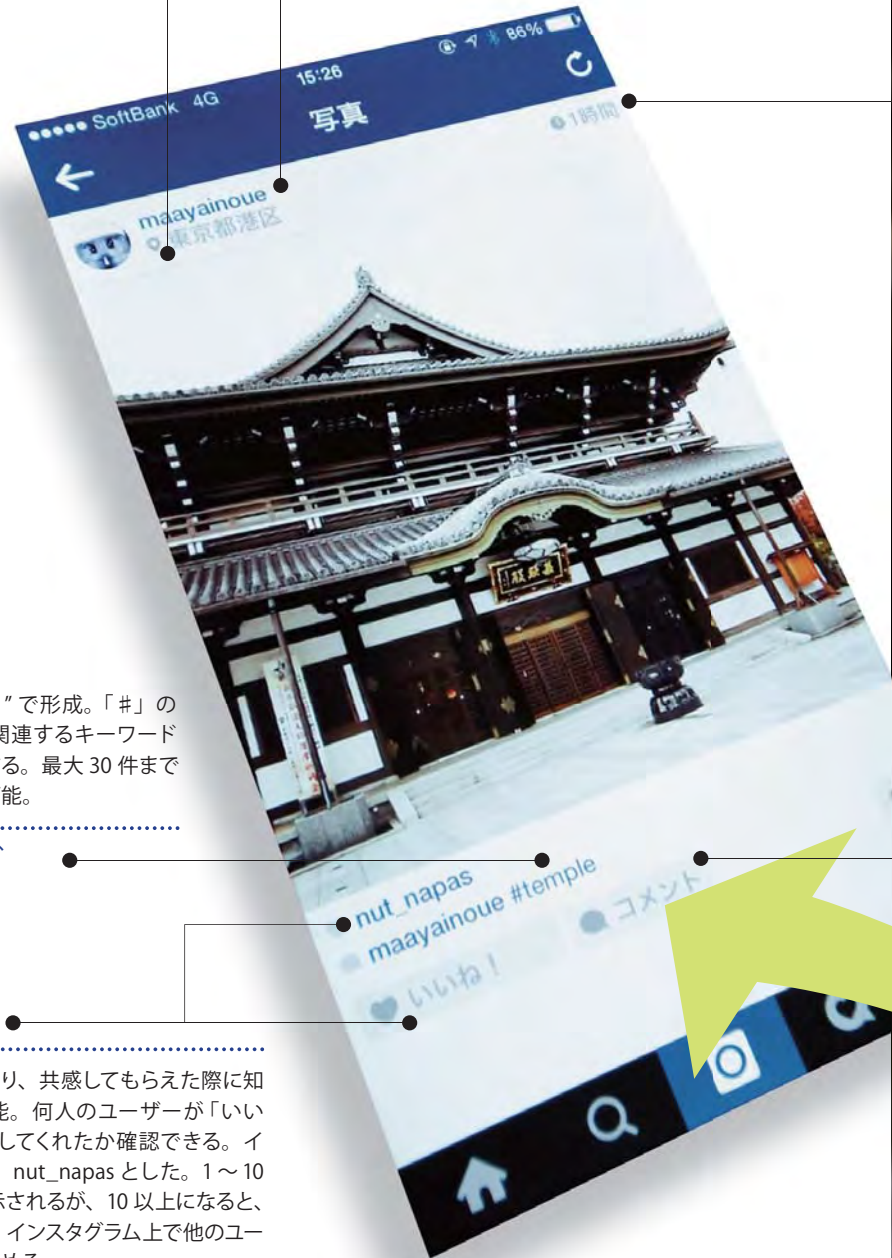 SoftBank 4G 15:26 86%
写真
1時間
maayainoue
東京都港区
”で形成。「♯」の
関連するキーワード
る。最大 30 件まで
能。
nut_napas
maayainoue #temple
いいね！ コメント
り、共感してもらえた際に知
能。何人のユーザーが「いい
してくれたか確認できる。イ
nut_napas とした。1 〜 10
示されるが、10 以上になると、
インスタグラム上で他のユー